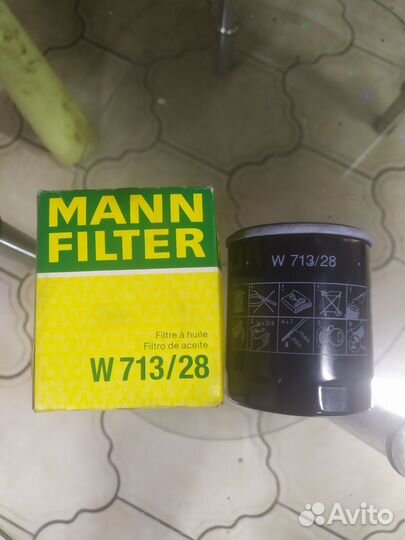 MANN
FILTER
Filtre à huile
Filtro de aceite
W 713/28
W 713/28
Avito